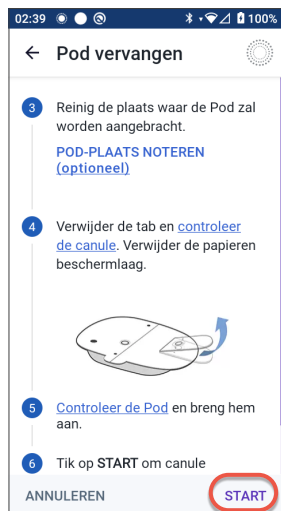 02:39 100%
Pod vervangen
3 Reinig de plaats waar de Pod zal
worden aangebracht.
POD-PLAATS NOTEREN
(optioneel)
4 Verwijder de tab en controleer
de canule. Verwijder de papieren
beschermlaag.
5 Controleer de Pod en breng hem
aan.
6 Tik op START om canule
ANNULEREN START